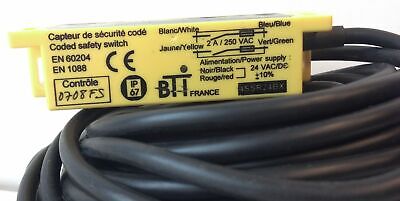 Capteur de sécurité codé
Coded safety switch
EN 60204
EN 1088
CE
Contrôle
0708FS
IP
67
BTI
FRANCE
Blanc/White
Bleu/Blue
2 A / 250 VAC
Jaune/Yellow
Vert/Green
Alimentation/Power supply :
Noir/Black
Rouge/red
24 VAC/DC
±10%